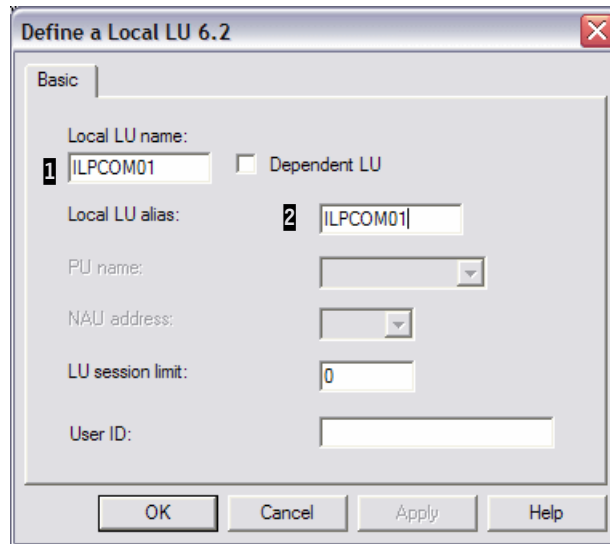 Define a Local LU 6.2
Basic
Local LU name:
1 ILPCOM01 Dependent LU
Local LU alias: 2 ILPCOM01
PU name:
NAU address:
LU session limit: 0
User ID:
OK Cancel Apply Help